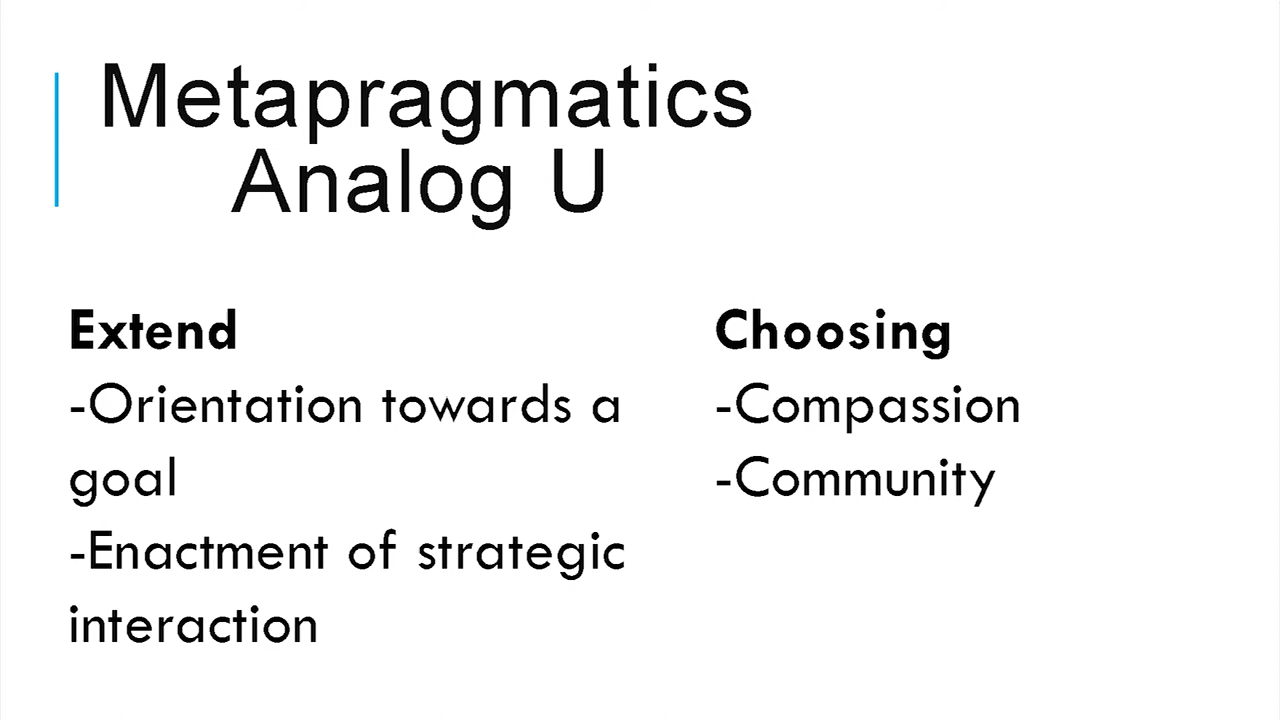 Metapragmatics
Analog U
Extend
-Orientation towards a
goal
-Enactment of strategic
interaction
Choosing
-Compassion
-Community